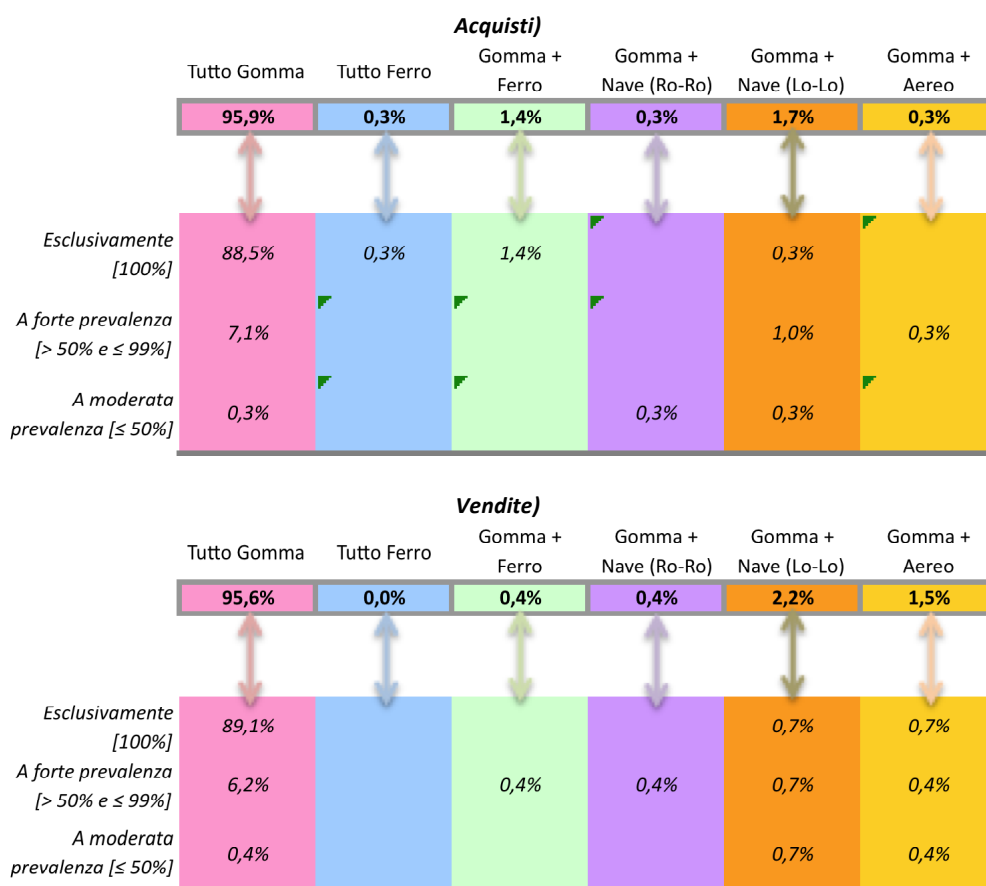 Acquisti)
Tutto Gomma Tutto Ferro Gomma + Ferro Gomma + Nave (Ro-Ro) Gomma + Nave (Lo-Lo) Gomma + Aereo
95,9% 0,3% 1,4% 0,3% 1,7% 0,3%
Esclusivamente [100%] 88,5% 0,3% 1,4% 0,3%
A forte prevalenza [> 50% e ≤ 99%] 7,1% 1,0% 0,3%
A moderata prevalenza [≤ 50%] 0,3% 0,3% 0,3%
Vendite)
Tutto Gomma Tutto Ferro Gomma + Ferro Gomma + Nave (Ro-Ro) Gomma + Nave (Lo-Lo) Gomma + Aereo
95,6% 0,0% 0,4% 0,4% 2,2% 1,5%
Esclusivamente [100%] 89,1% 0,7% 0,7%
A forte prevalenza [> 50% e ≤ 99%] 6,2% 0,4% 0,4% 0,7% 0,4%
A moderata prevalenza [≤ 50%] 0,4% 0,7% 0,4%